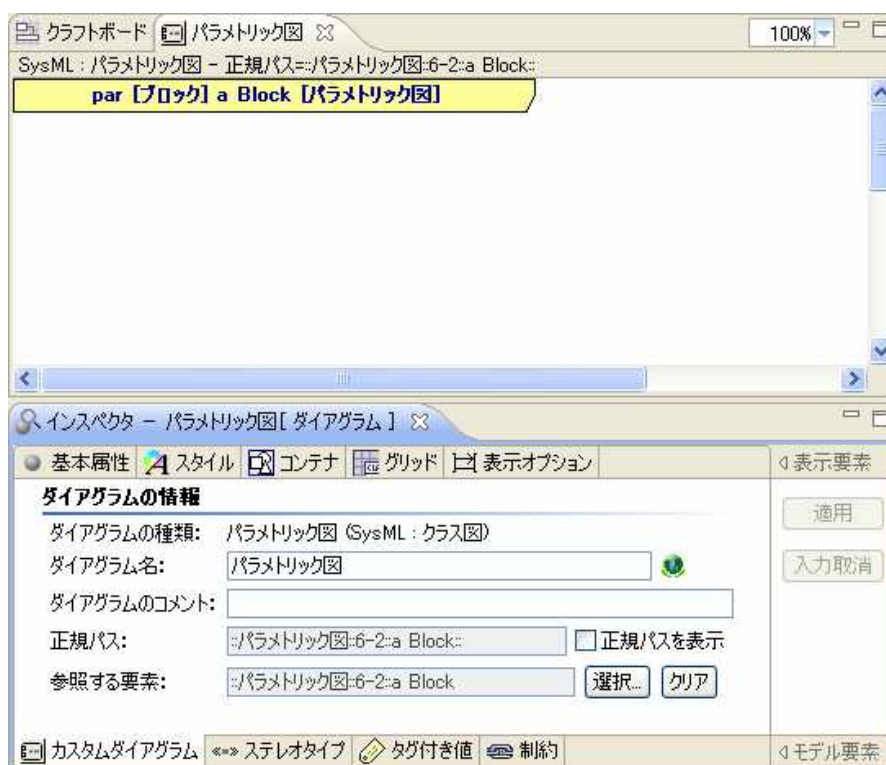 クラフトボード パラメトリック図 100%
SysML : パラメトリック図 - 正規パス=::パラメトリック図::6-2::a Block::
par [ブロック] a Block [パラメトリック図]
インスペクタ - パラメトリック図[ ダイアグラム ]
基本属性 スタイル コンテナ グリッド 表示オプション 表示要素
ダイアグラムの情報
ダイアグラムの種類: パラメトリック図 (SysML : クラス図)
適用
ダイアグラム名: パラメトリック図 入力取消
ダイアグラムのコメント:
正規パス: ::パラメトリック図::6-2::a Block:: 正規パスを表示
参照する要素: ::パラメトリック図::6-2::a Block 選択... クリア
カスタムダイアグラム «=» ステレオタイプ タグ付き値 制約 モデル要素